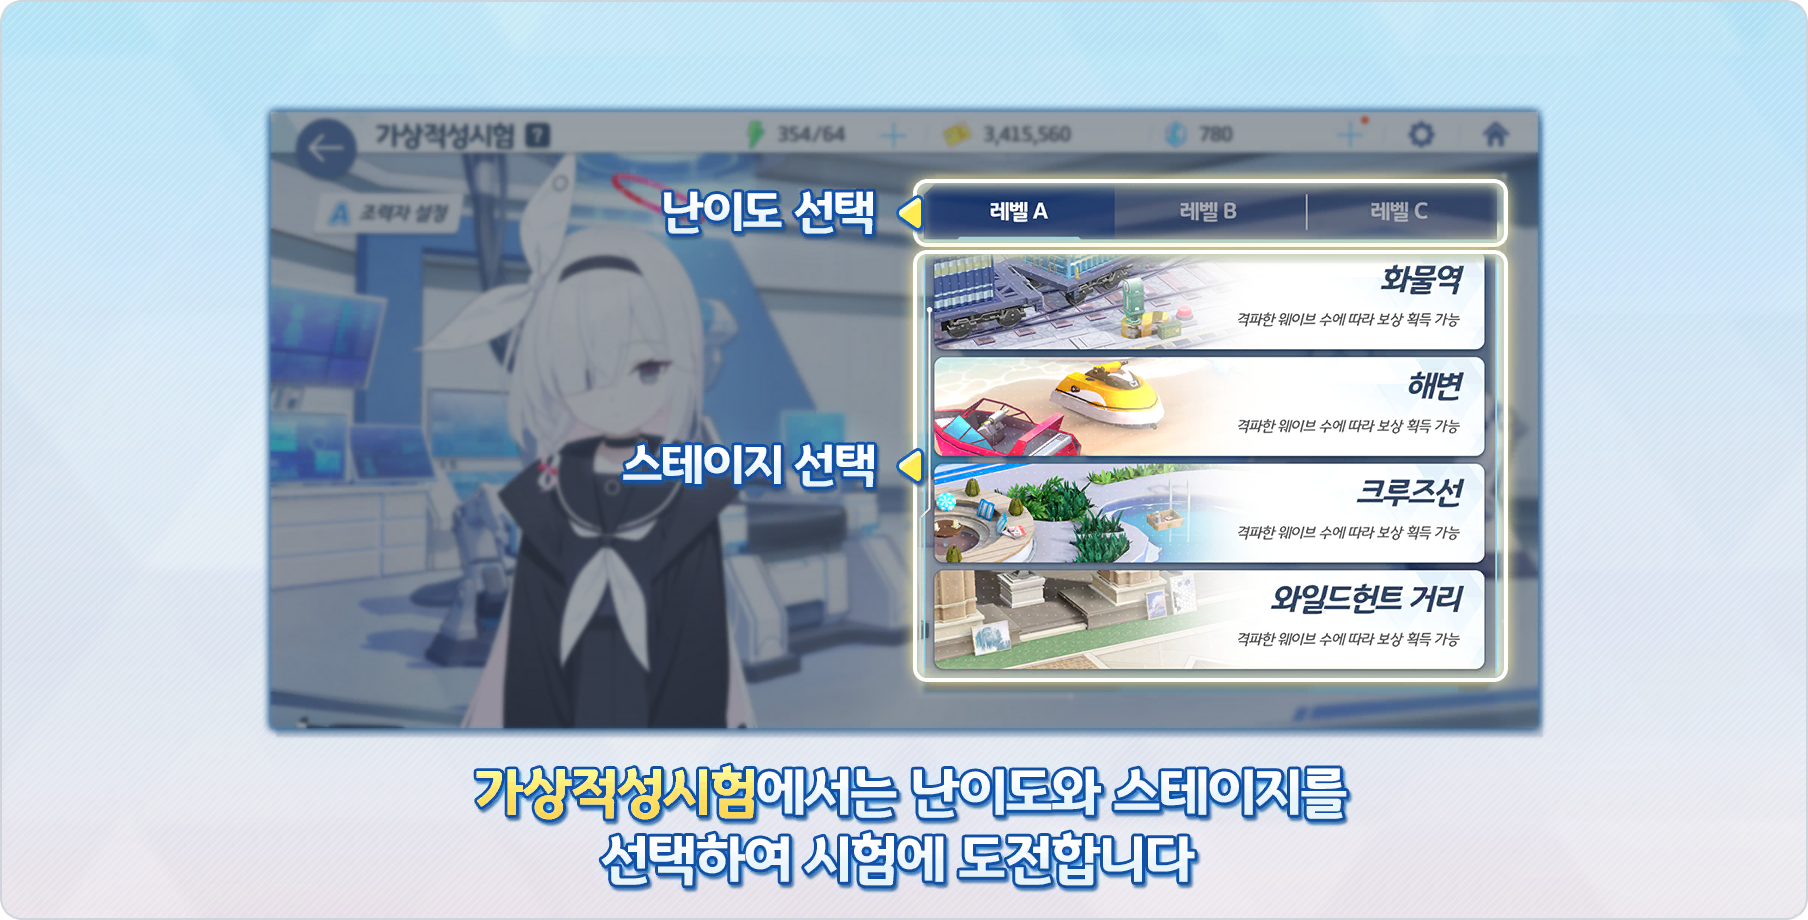 가상적성시험 ?
354/64
3,415,560
780
A 조력자 설정
난이도 선택
레벨 A
레벨 B
레벨 C
화물역
격파한 웨이브 수에 따라 보상 획득 가능
해변
격파한 웨이브 수에 따라 보상 획득 가능
스테이지 선택
크루즈선
격파한 웨이브 수에 따라 보상 획득 가능
와일드헌트 거리
격파한 웨이브 수에 따라 보상 획득 가능
가상적성시험에서는 난이도와 스테이지를
선택하여 시험에 도전합니다